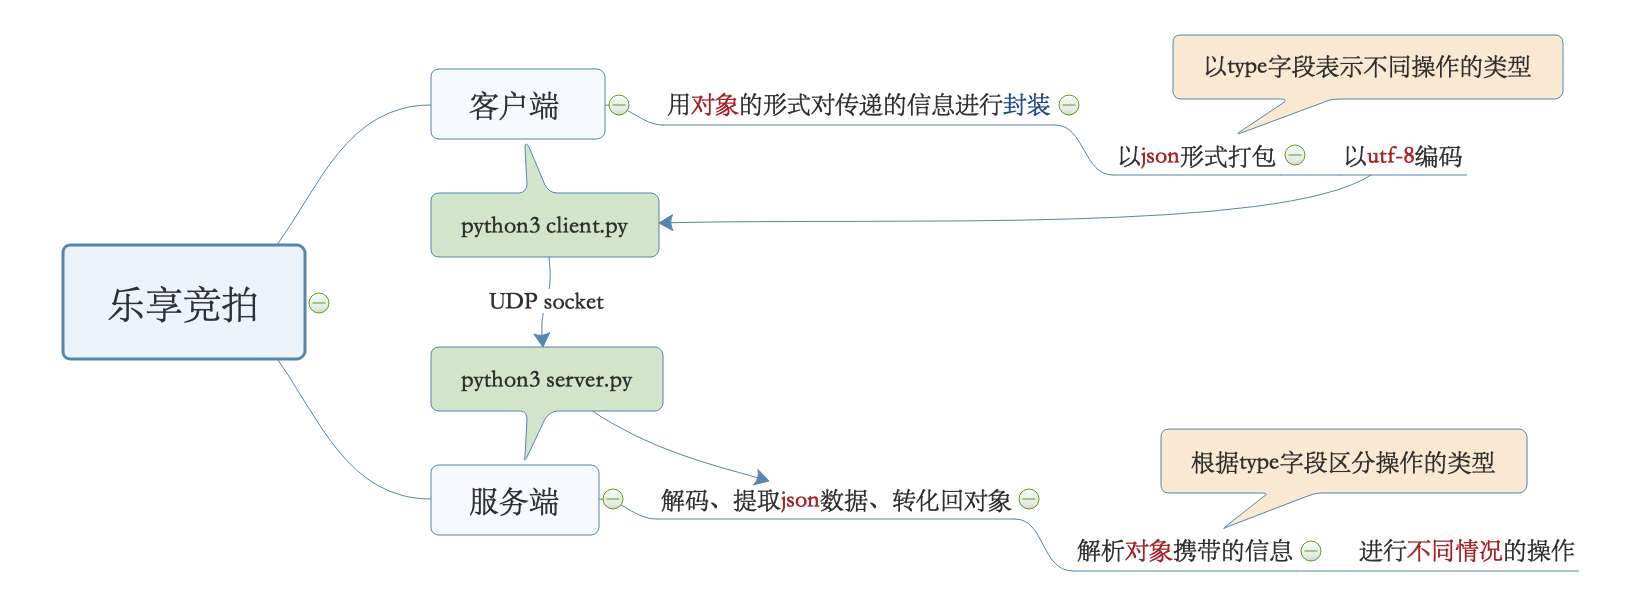 以type字段表示不同操作的类型
客户端
用对象的形式对传递的信息进行封装
以json形式打包
以utf-8编码
python3 client.py
乐享竞拍
UDP socket
python3 server.py
根据type字段区分操作的类型
服务端
解码、提取json数据、转化回对象
解析对象携带的信息
进行不同情况的操作